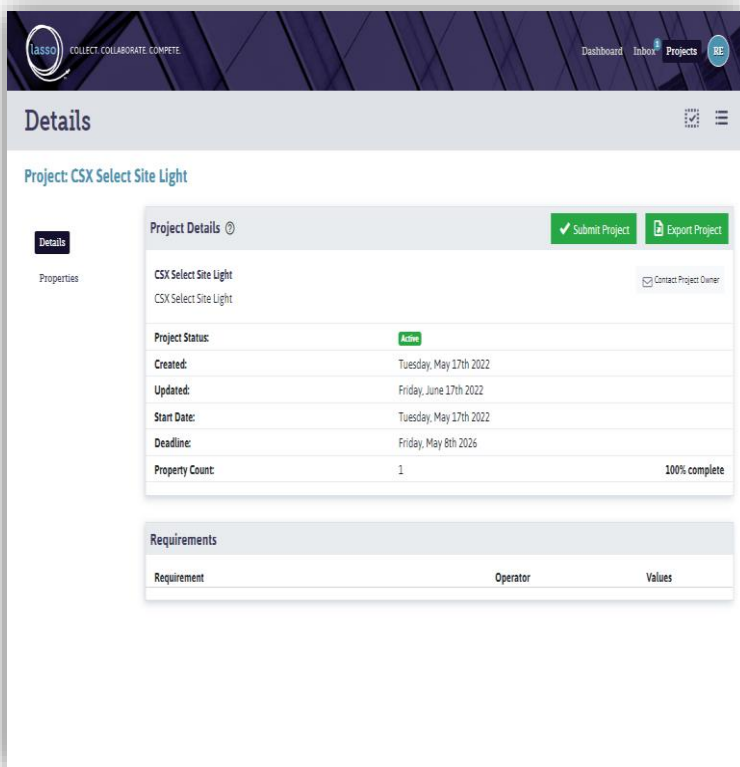 lasso
COLLECT. COLLABORATE. COMPETE.
Dashboard Inbox 1 Projects RE
Details
Project: CSX Select Site Light
Details
Properties
Project Details
Submit Project
Export Project
CSX Select Site Light
CSX Select Site Light
Contact Project Owner
Project Status: Active
Created: Tuesday, May 17th 2022
Updated: Friday, June 17th 2022
Start Date: Tuesday, May 17th 2022
Deadline: Friday, May 8th 2026
Property Count: 1 100% complete
Requirements
Requirement Operator Values